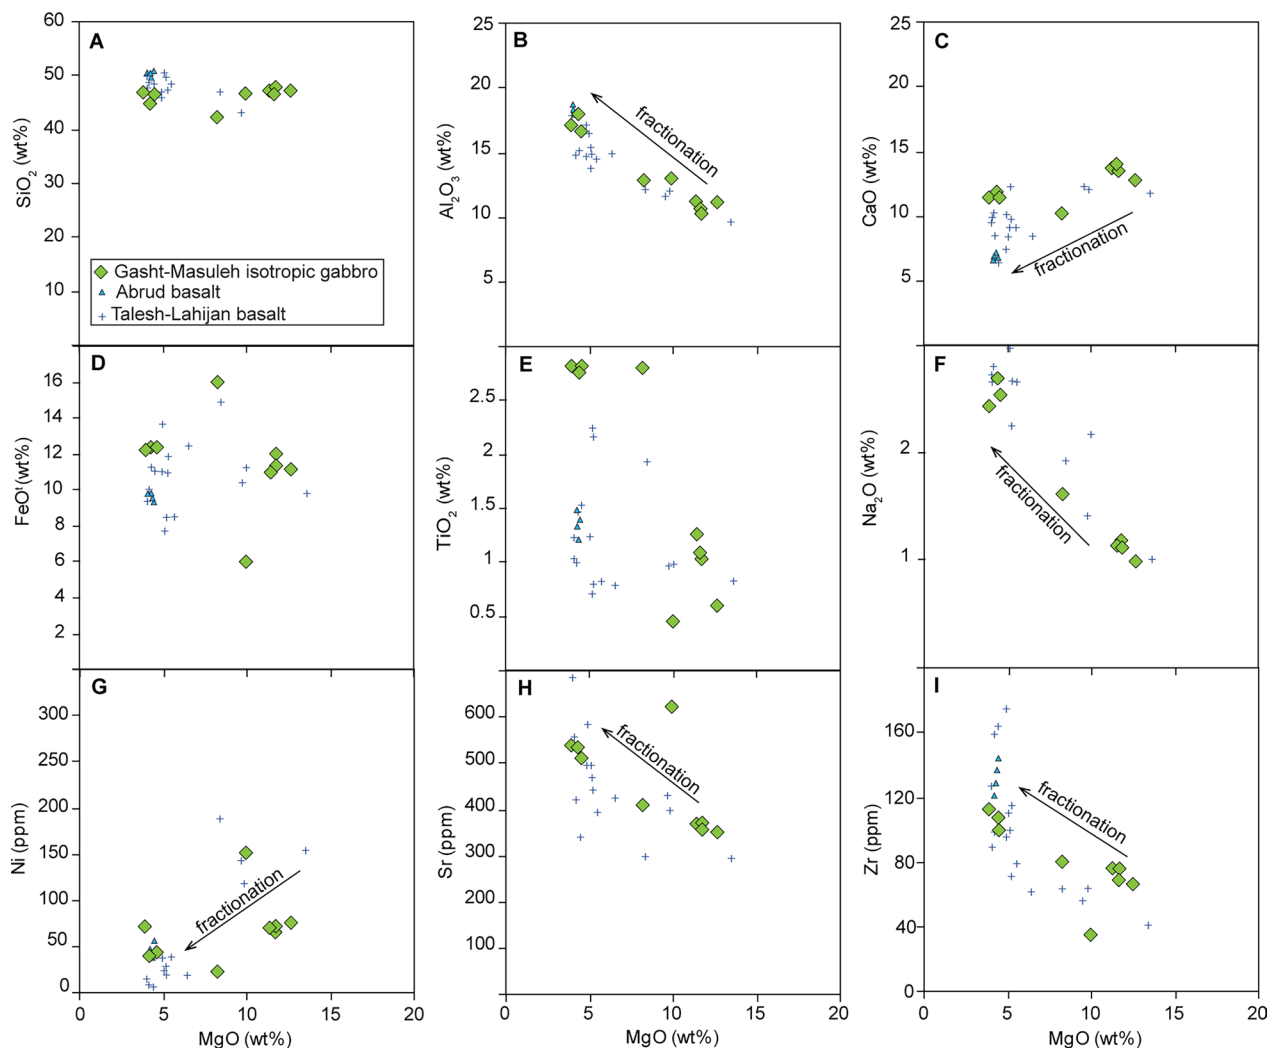 A
60
50
40
30
20
10
SiO2 (wt%)
Gasht-Masuleh isotropic gabbro
Abrud basalt
Talesh-Lahijan basalt
B
25
20
15
10
5
Al2O3 (wt%)
fractionation
C
25
20
15
10
5
CaO (wt%)
fractionation
D
16
14
12
10
8
6
4
2
FeOt (wt%)
E
2.5
2
1.5
1
0.5
TiO2 (wt%)
F
2
1
Na2O (wt%)
fractionation
G
300
250
200
150
100
50
0
Ni (ppm)
fractionation
0 5 10 15 20
MgO (wt%)
H
600
500
400
300
200
100
Sr (ppm)
fractionation
0 5 10 15 20
MgO (wt%)
I
160
120
80
40
0
Zr (ppm)
fractionation
0 5 10 15 20
MgO (wt%)